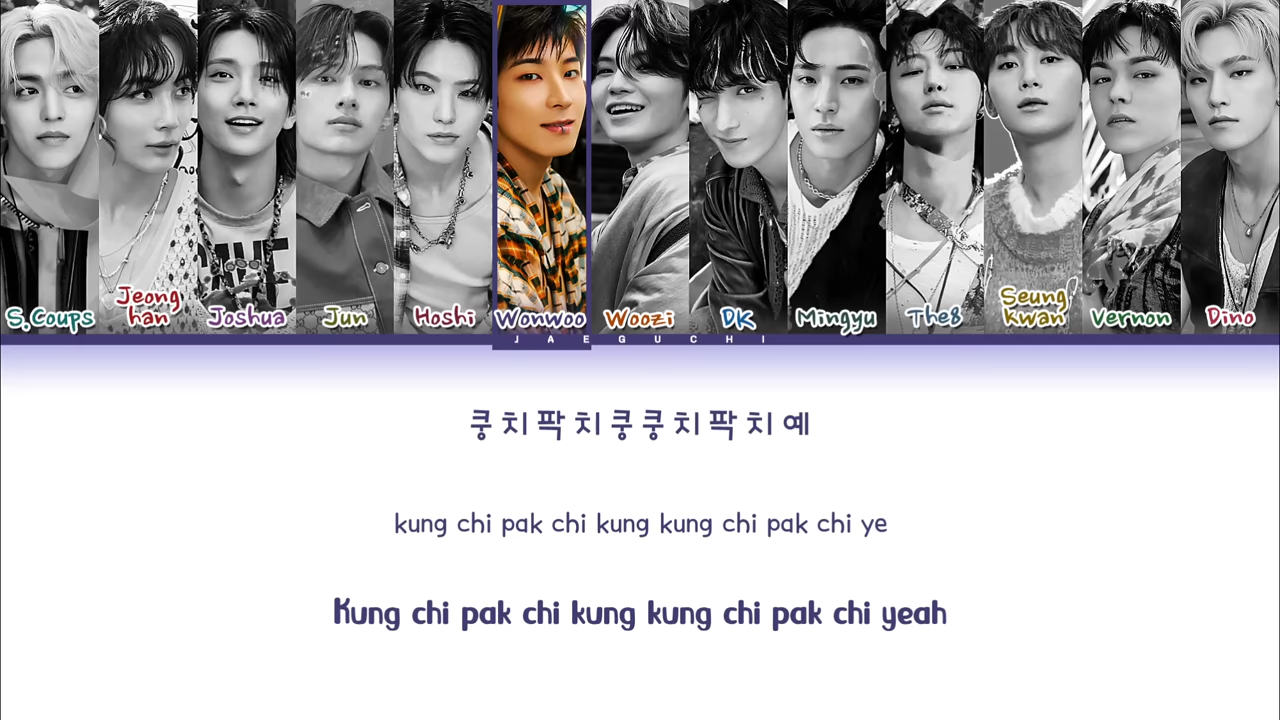 S.Coups
Jeong
han
Joshua
Jun
Hoshi
Wonwoo
Woozi
DK
Mingyu
The8
Seung
kwan
Vernon
Dino
JAEGUCHI
쿵 치 팍 치 쿵 쿵 치 팍 치 예
kung chi pak chi kung kung chi pak chi ye
Kung chi pak chi kung kung chi pak chi yeah